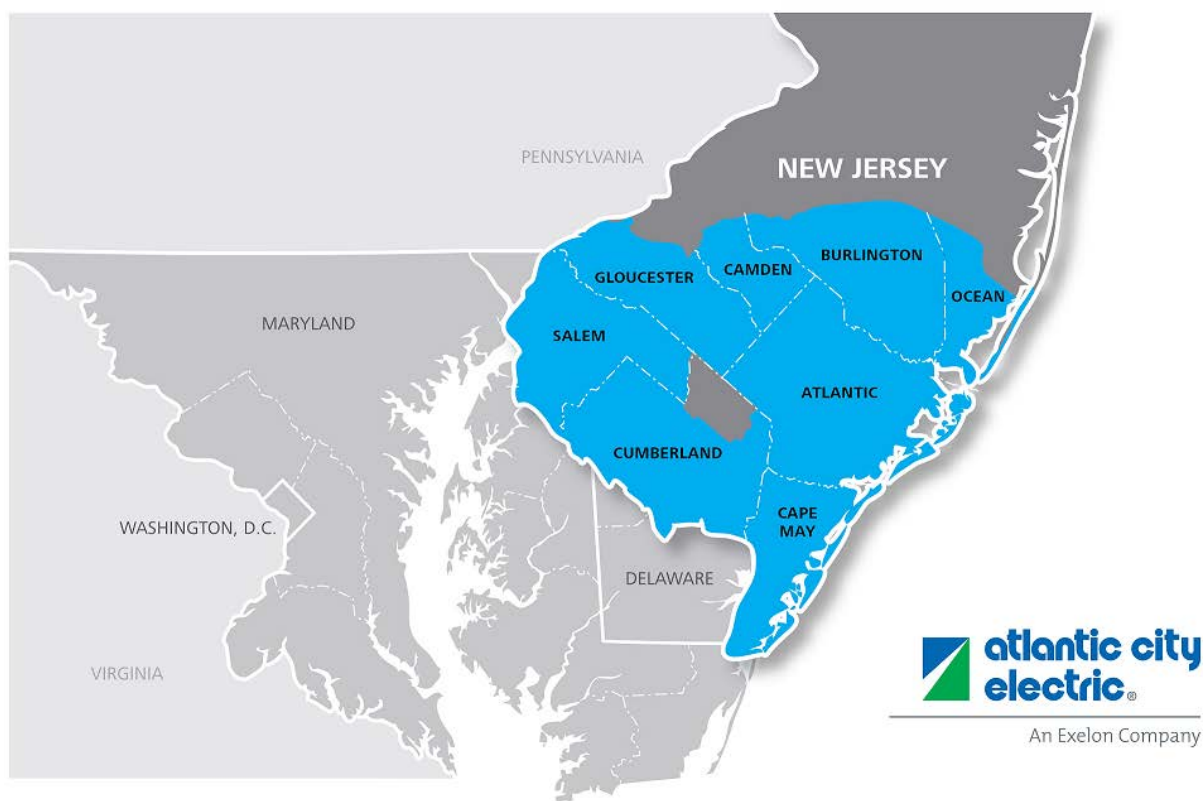 PENNSYLVANIA
NEW JERSEY
BURLINGTON
CAMDEN
GLOUCESTER
OCEAN
MARYLAND
SALEM
ATLANTIC
CUMBERLAND
CAPE
MAY
WASHINGTON, D.C.
DELAWARE
VIRGINIA
atlantic city
electric®
An Exelon Company